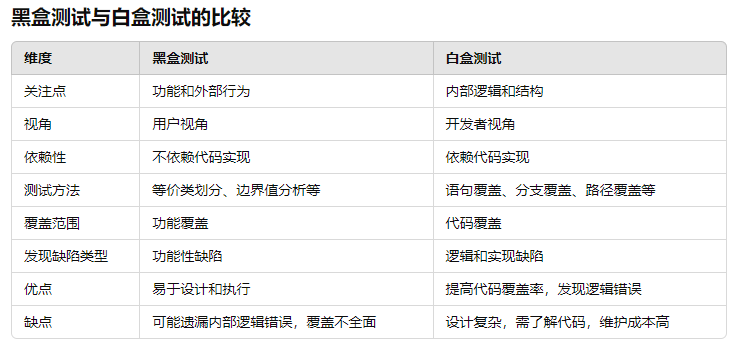 黑盒测试与白盒测试的比较
维度 黑盒测试 白盒测试
关注点 功能和外部行为 内部逻辑和结构
视角 用户视角 开发者视角
依赖性 不依赖代码实现 依赖代码实现
测试方法 等价类划分、边界值分析等 语句覆盖、分支覆盖、路径覆盖等
覆盖范围 功能覆盖 代码覆盖
发现缺陷类型 功能性缺陷 逻辑和实现缺陷
优点 易于设计和执行 提高代码覆盖率，发现逻辑错误
缺点 可能遗漏内部逻辑错误，覆盖不全面 设计复杂，需了解代码，维护成本高